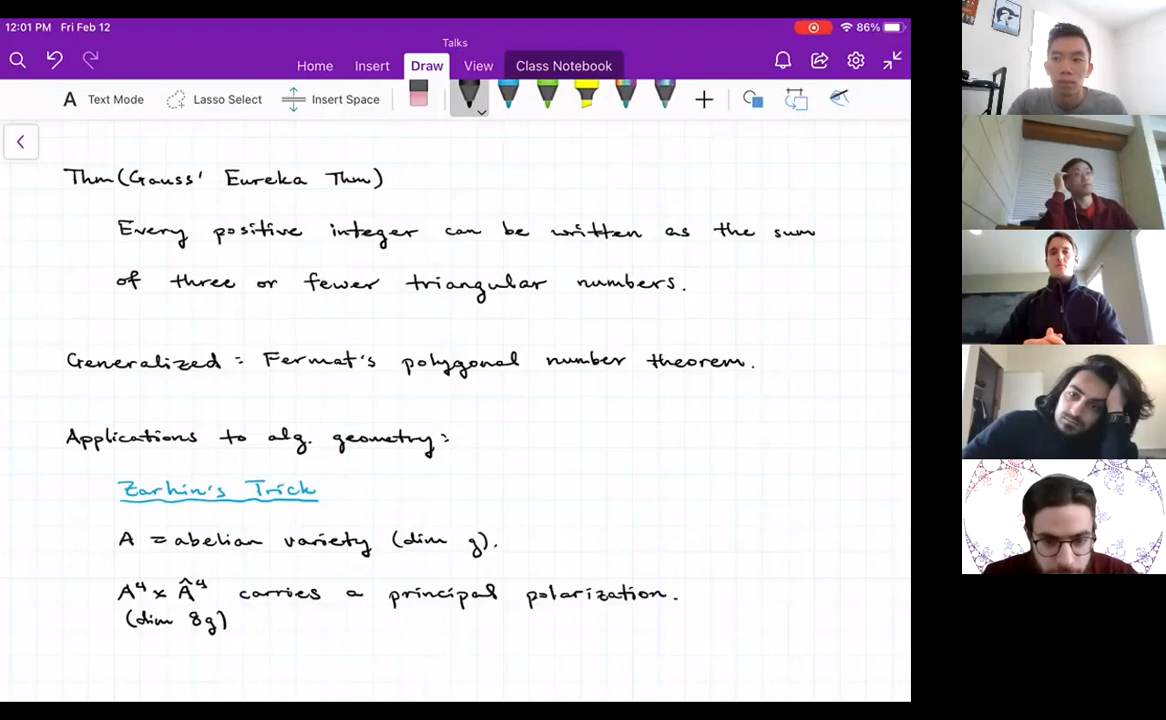 12:01 PM Fri Feb 12
86%
Talks
Home Insert Draw View Class Notebook
A Text Mode Lasso Select Insert Space
Thm (Gauss' Eureka Thm)
Every positive integer can be written as the sum
of three or fewer triangular numbers.
Generalized: Fermat's polygonal number theorem.
Applications to alg. geometry:
Zarhin's Trick
A = abelian variety (dim g).
A⁴ × Â⁴ carries a principal polarization.
(dim 8g)